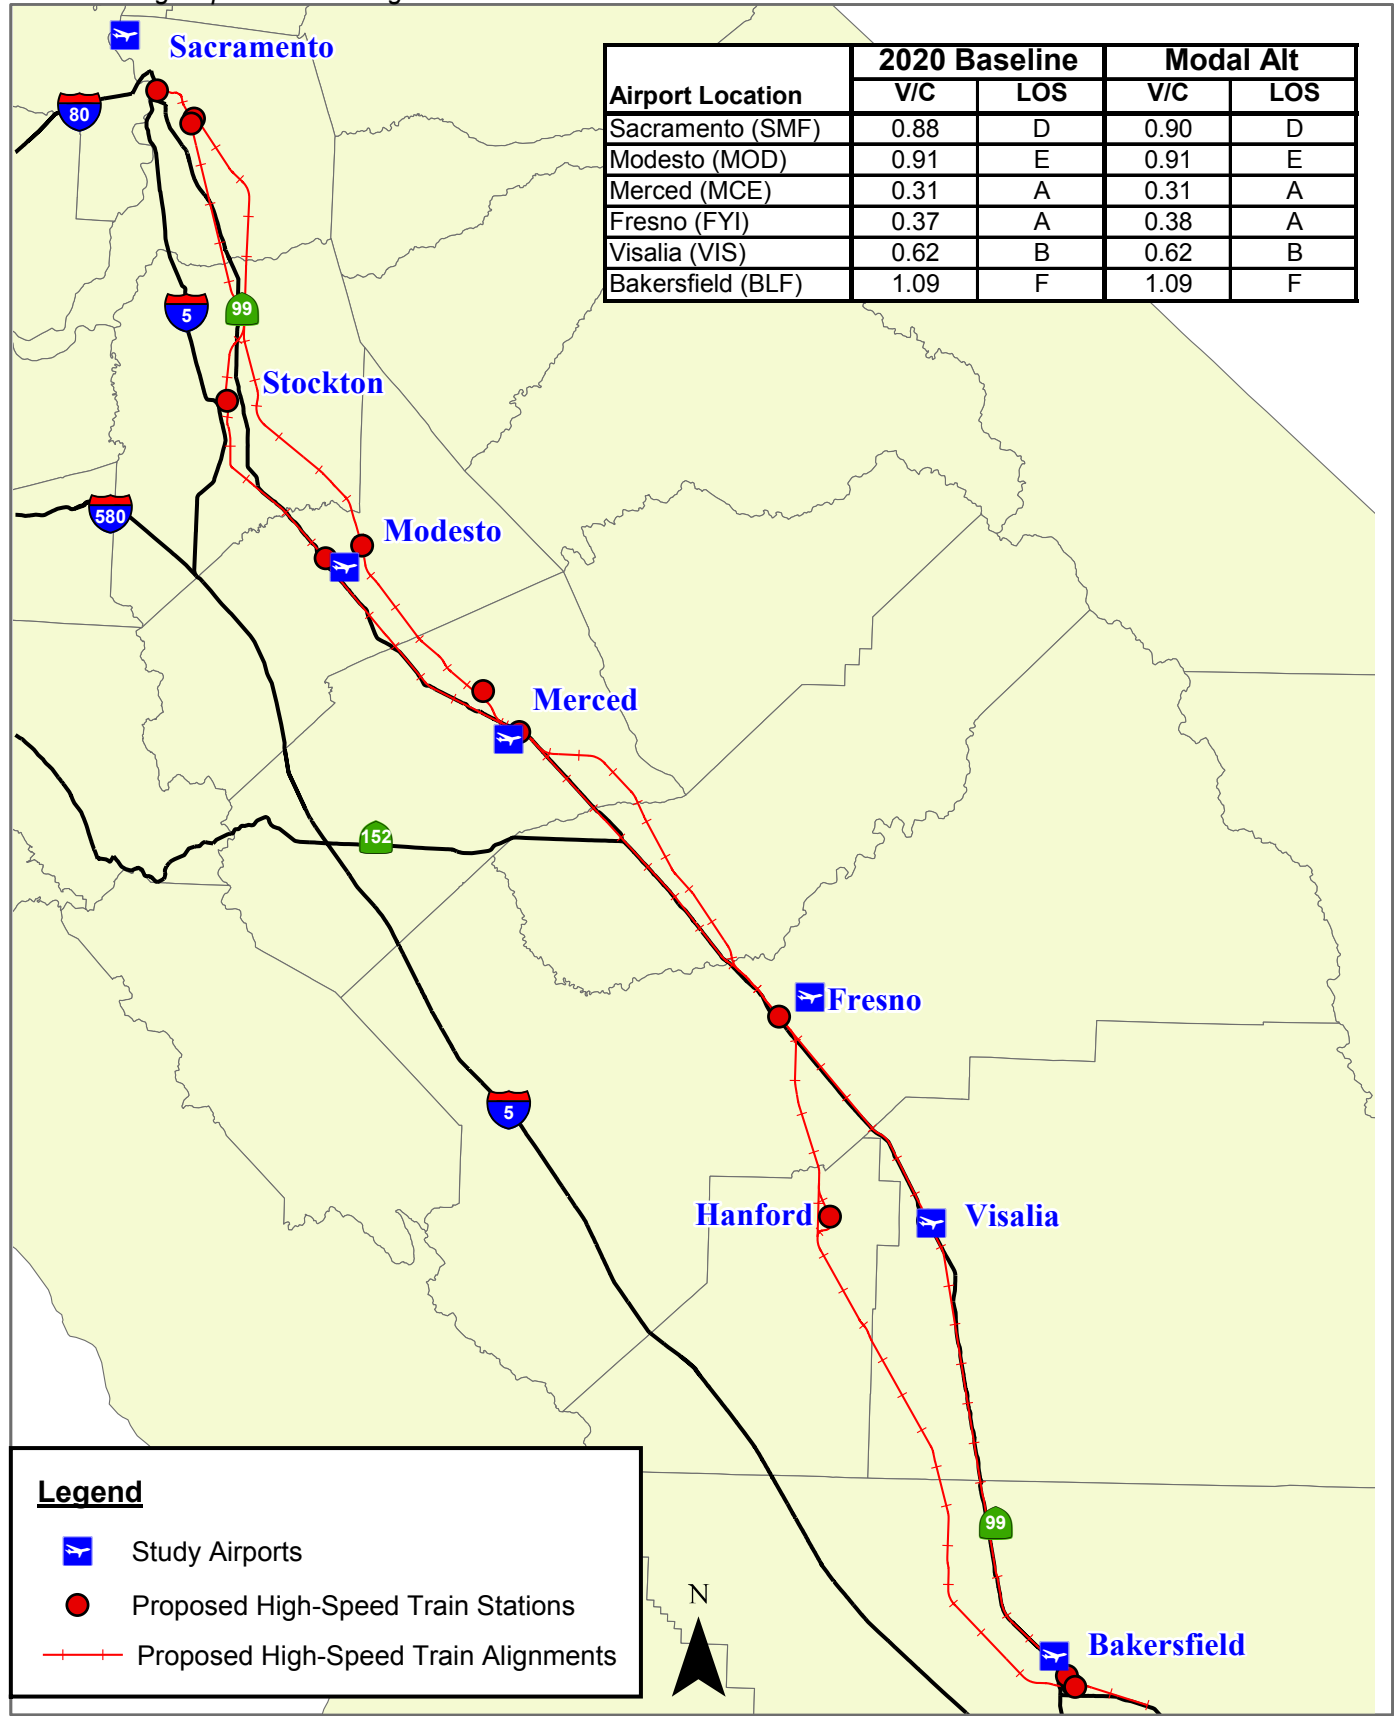 Sacramento
2020 Baseline Modal Alt
Airport Location V/C LOS V/C LOS
Sacramento (SMF) 0.88 D 0.90 D
Modesto (MOD) 0.91 E 0.91 E
Merced (MCE) 0.31 A 0.31 A
Fresno (FYI) 0.37 A 0.38 A
Visalia (VIS) 0.62 B 0.62 B
Bakersfield (BLF) 1.09 F 1.09 F
80
5
99
Stockton
580
Modesto
Merced
152
Fresno
5
Hanford
Visalia
99
Legend
Study Airports
Proposed High-Speed Train Stations
Proposed High-Speed Train Alignments
N
Bakersfield